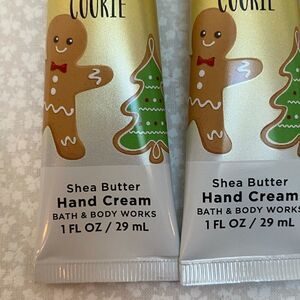 COOKIE
Shea Butter
Hand Cream
BATH & BODY WORKS
1 FL OZ / 29 mL
COOKIE
Shea Butter
Hand Cream
BATH & BODY WORKS
1 FL OZ / 29 mL